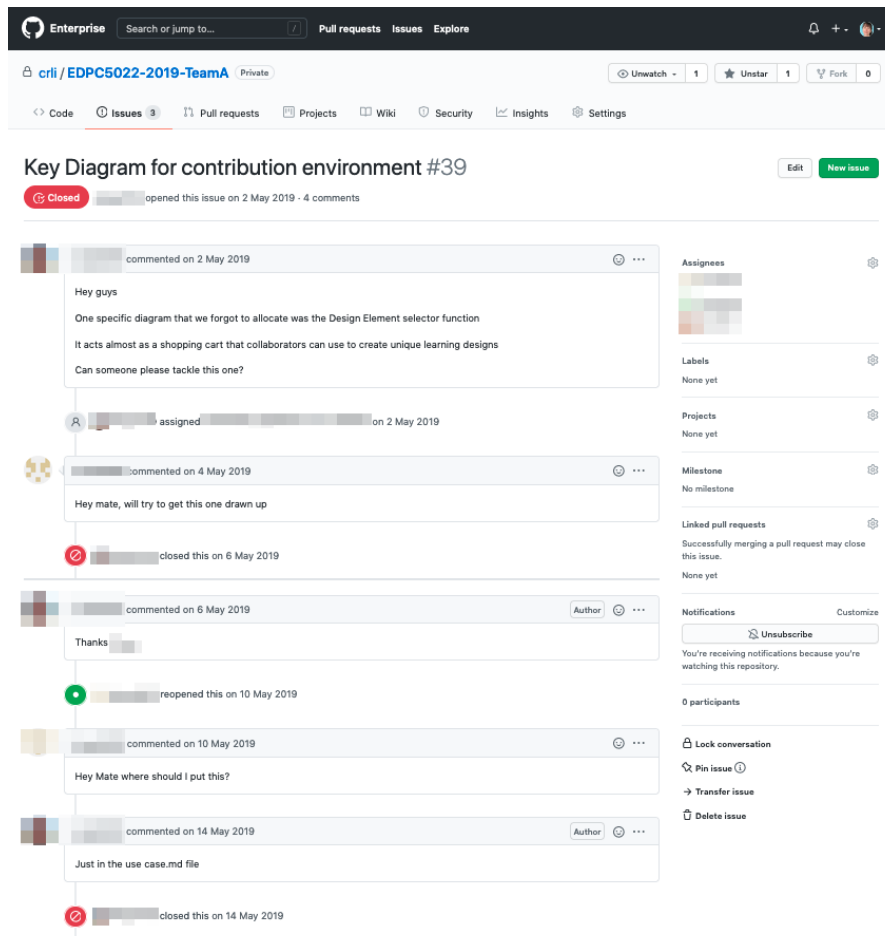 Enterprise Search or jump to... / Pull requests Issues Explore
crli / EDPC5022-2019-TeamA Private Unwatch 1 Unstar 1 Fork 0
Code Issues 3 Pull requests Projects Wiki Security Insights Settings
Key Diagram for contribution environment #39 Edit New issue
Closed opened this issue on 2 May 2019 · 4 comments
commented on 2 May 2019
Hey guys
One specific diagram that we forgot to allocate was the Design Element selector function
It acts almost as a shopping cart that collaborators can use to create unique learning designs
Can someone please tackle this one?
assigned on 2 May 2019
commented on 4 May 2019
Hey mate, will try to get this one drawn up
closed this on 6 May 2019
commented on 6 May 2019 Author
Thanks
reopened this on 10 May 2019
commented on 10 May 2019
Hey Mate where should I put this?
commented on 14 May 2019 Author
Just in the use case.md file
closed this on 14 May 2019
Assignees
Labels
None yet
Projects
None yet
Milestone
No milestone
Linked pull requests
Successfully merging a pull request may close
this issue.
None yet
Notifications Customize
Unsubscribe
You're receiving notifications because you're
watching this repository.
0 participants
Lock conversation
Pin issue
Transfer issue
Delete issue